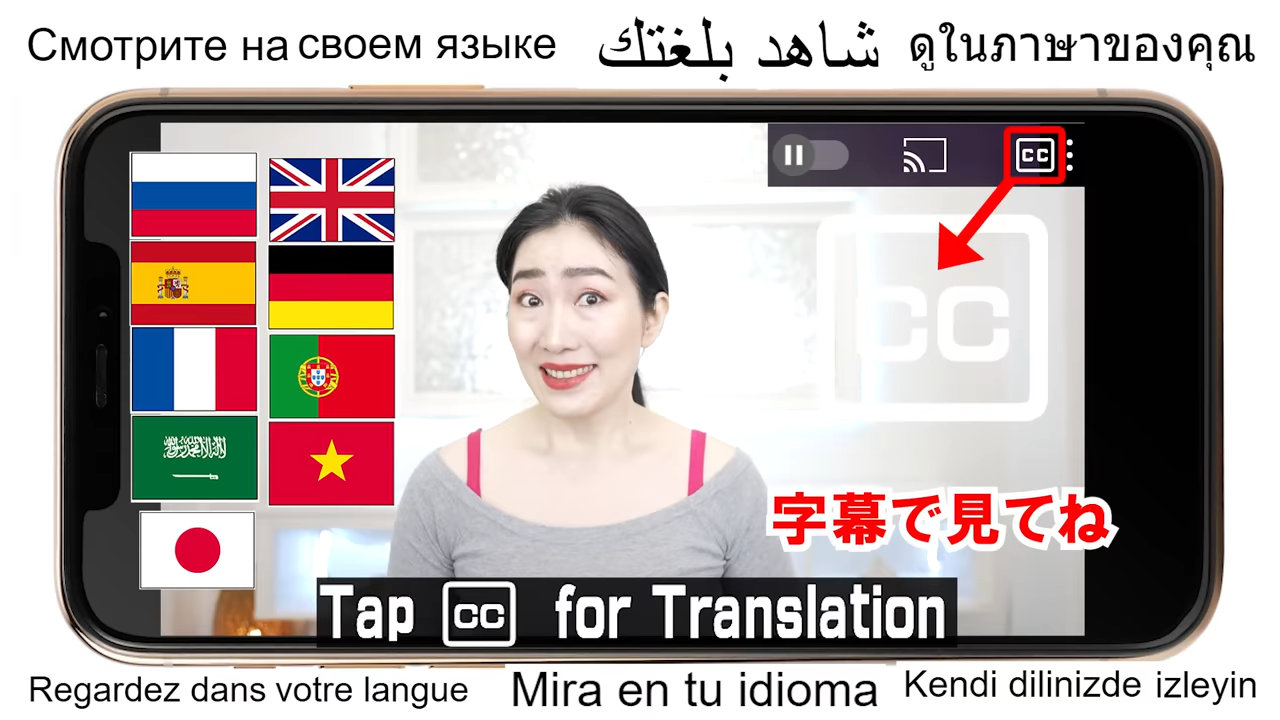 Смотрите на своем языке
شاهد بلغتك
ดูในภาษาของคุณ
CC
CC
字幕で見てね
Tap CC for Translation
Regardez dans votre langue
Mira en tu idioma
Kendi dilinizde izleyin